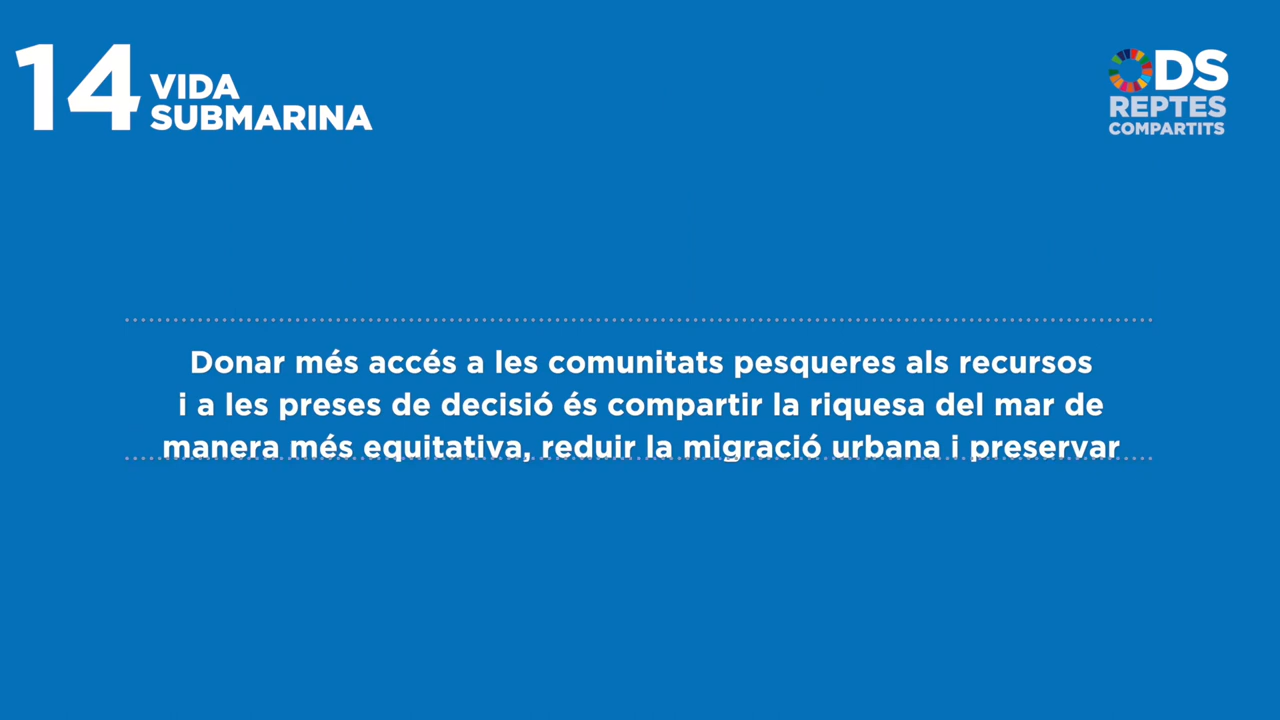 14 VIDA
SUBMARINA
ODS
REPTES
COMPARTITS
Donar més accés a les comunitats pesqueres als recursos
i a les preses de decisió és compartir la riquesa del mar de
manera més equitativa, reduir la migració urbana i preservar